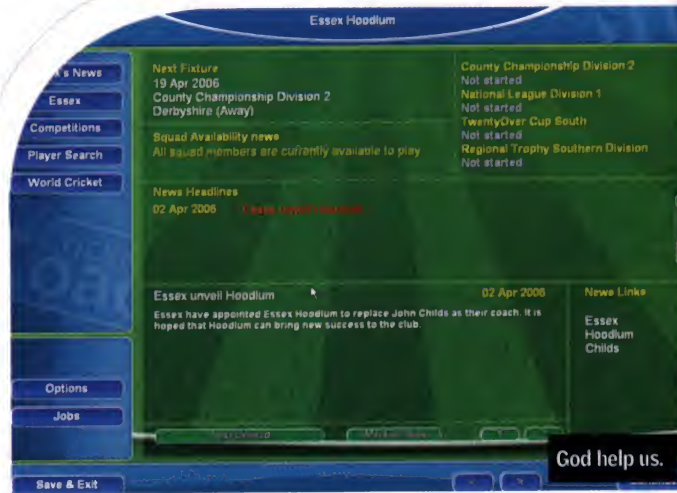 Essex Hoodlum
's News
Essex
Competitions
Player Search
World Cricket
Options
Jobs
Save & Exit
Next Fixture
19 Apr 2006
County Championship Division 2
Derbyshire (Away)
Squad Availability news
All squad members are currently available to play
County Championship Division 2
Not started
National League Division 1
Not started
TwentyOver Cup South
Not started
Regional Trophy Southern Division
Not started
News Headlines
02 Apr 2006 Essex unveil Hoodlum
Essex unveil Hoodlum 02 Apr 2006
Essex have appointed Essex Hoodlum to replace John Childs as their coach. It is
hoped that Hoodlum can bring new success to the club.
News Links
Essex
Hoodlum
Childs
God help us.